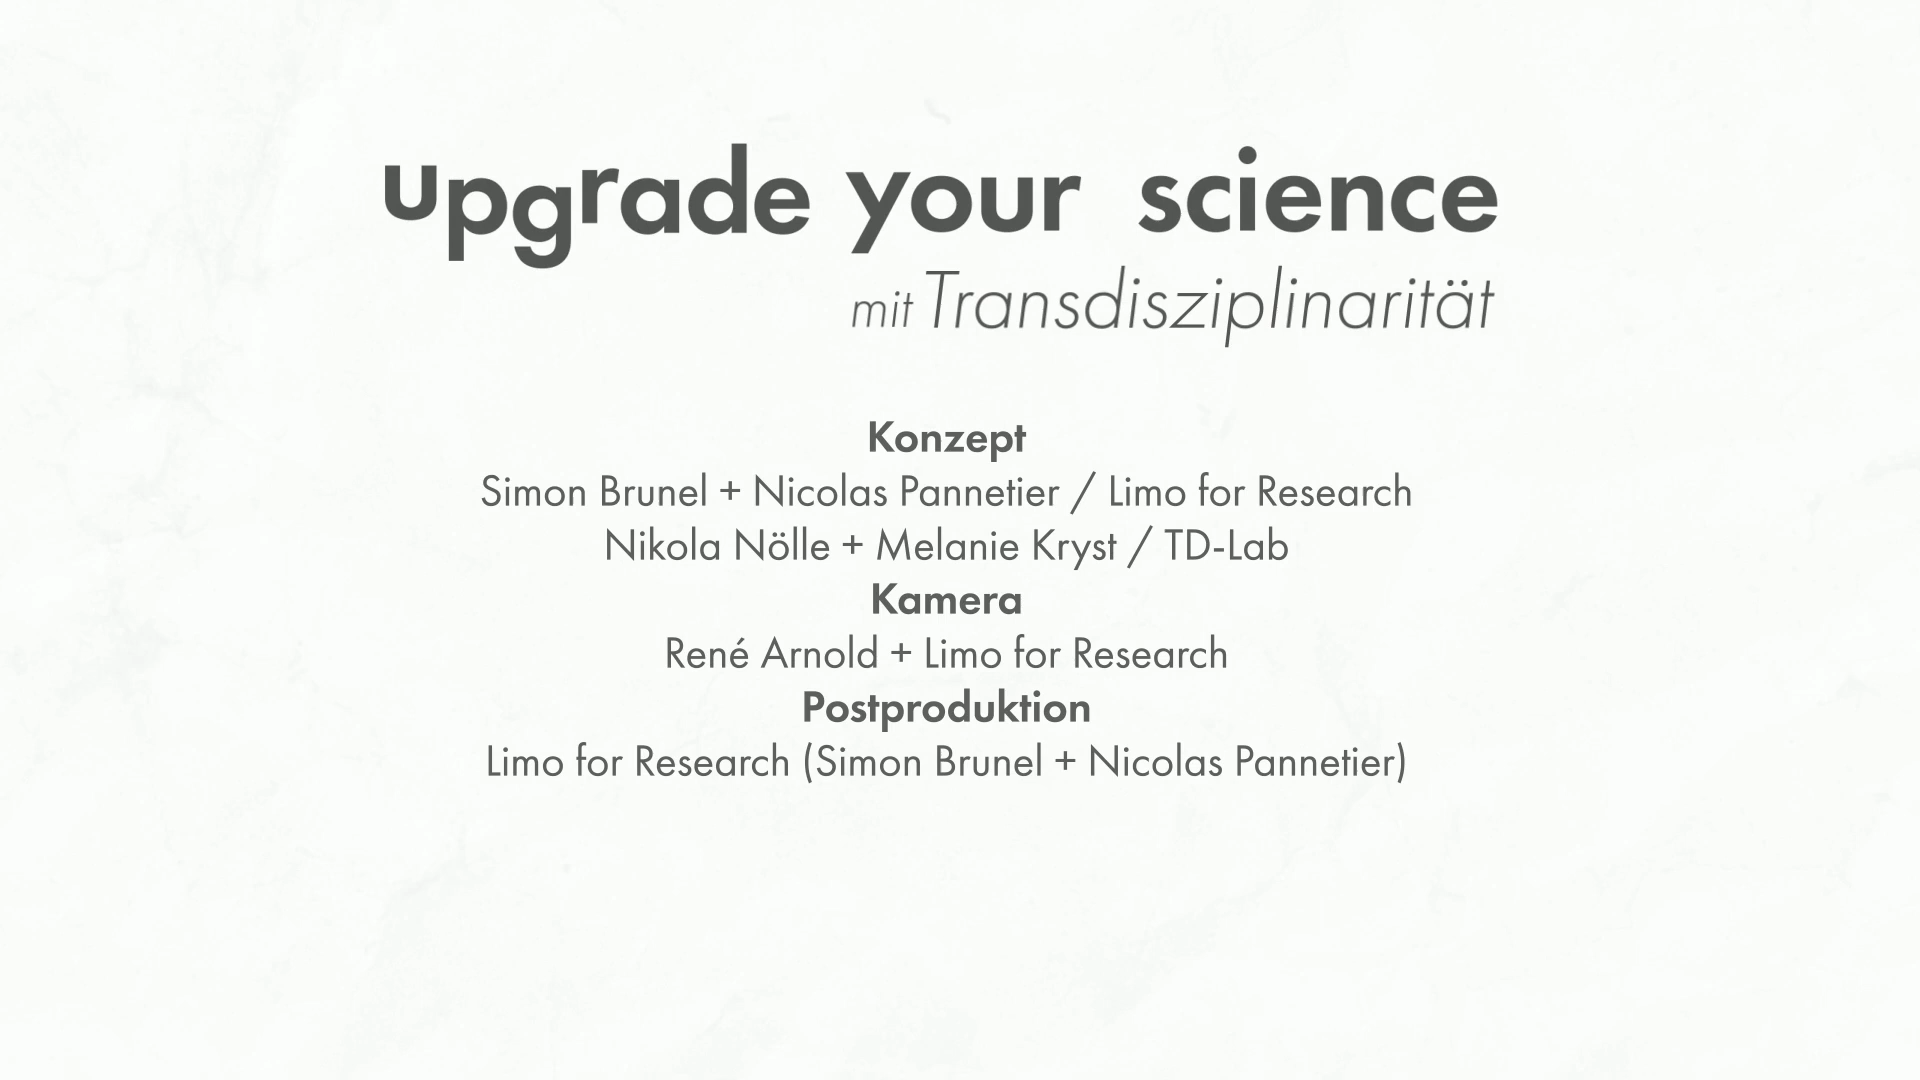 upgrade your science
mit Transdisziplinarität
Konzept
Simon Brunel + Nicolas Pannetier / Limo for Research
Nikola Nölle + Melanie Kryst / TD-Lab
Kamera
René Arnold + Limo for Research
Postproduktion
Limo for Research (Simon Brunel + Nicolas Pannetier)